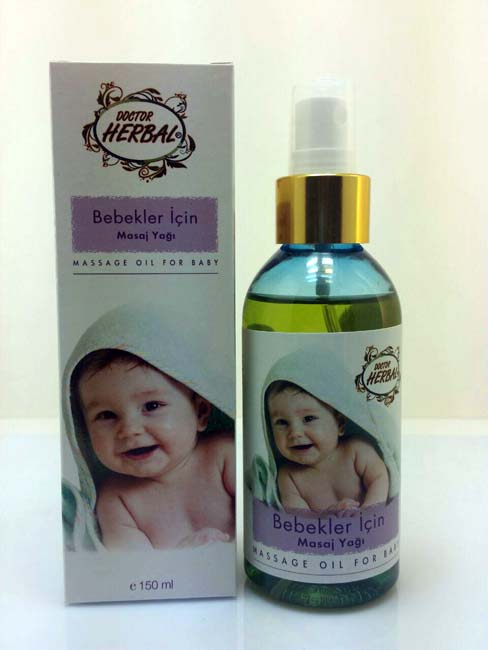 DOCTOR
HERBAL®
Bebekler İçin
Masaj Yağı
MASSAGE OIL FOR BABY
e 150 ml
DOCTOR
HERBAL
Bebekler İçin
Masaj Yağı
MASSAGE OIL FOR BABY